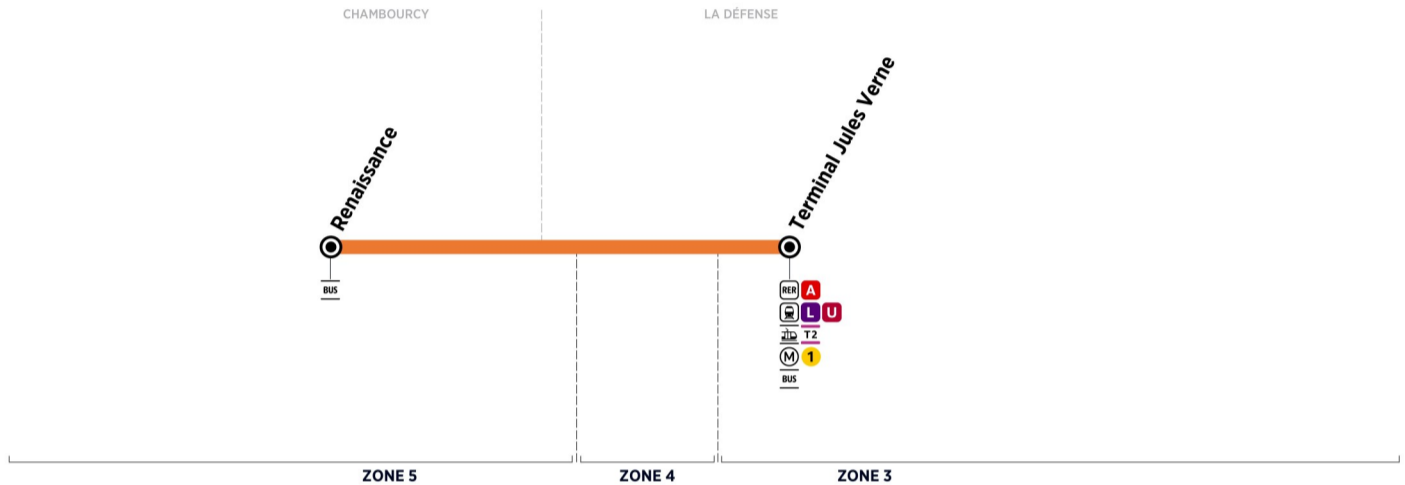 CHAMBOURCY
LA DÉFENSE
Renaissance
Terminal Jules Verne
BUS
RER A
L U
T2
M 1
BUS
ZONE 5
ZONE 4
ZONE 3